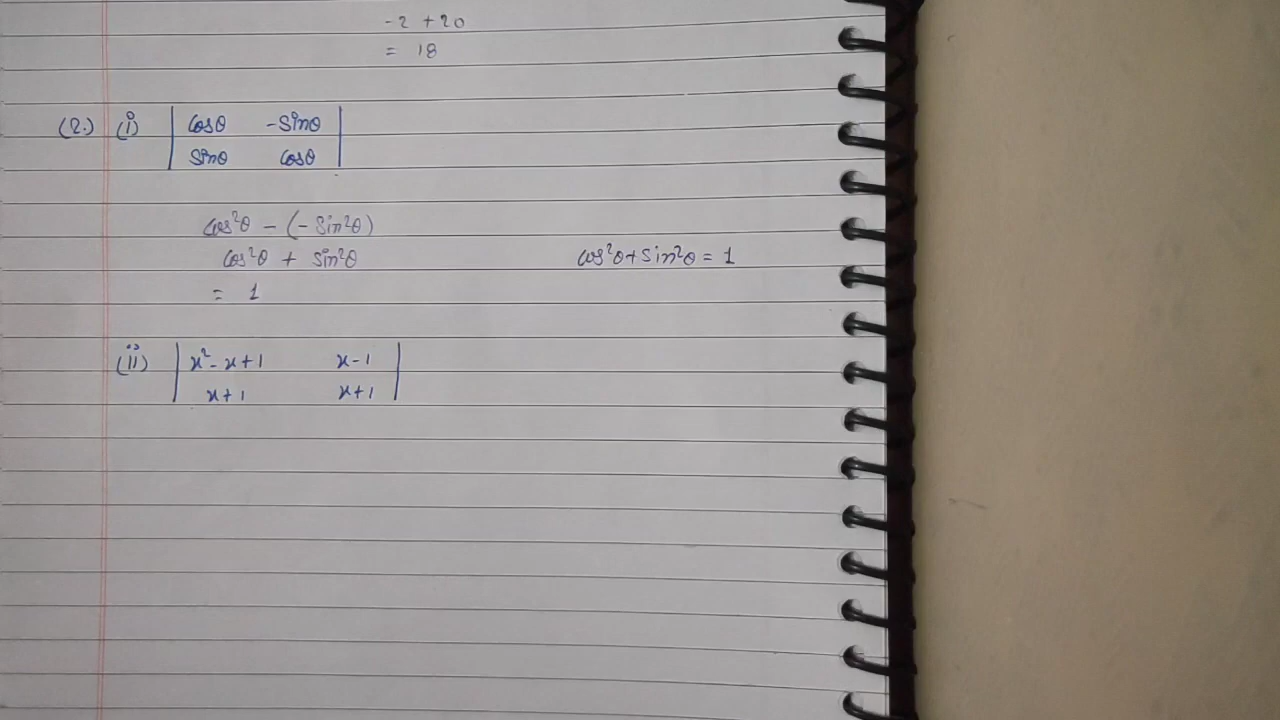 -2 + 20
= 18
(2.) (i) | cosθ -sinθ |
| sinθ cosθ |
cos²θ - (- sin²θ)
cos²θ + sin²θ cos²θ + sin²θ = 1
= 1
(ii) | x² - x + 1 x - 1 |
| x + 1 x + 1 |